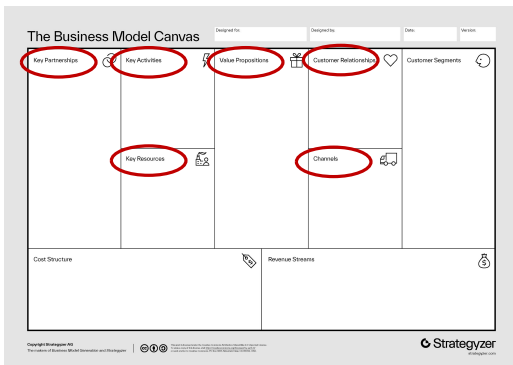 The Business Model Canvas
Designed for:
Designed by:
Date:
Version:
Key Partnerships
Key Activities
Value Propositions
Customer Relationships
Customer Segments
Key Resources
Channels
Cost Structure
Revenue Streams
Copyright Strategyzer AG
The makers of Business Model Generation and Strategyzer
Strategyzer
strategyzer.com